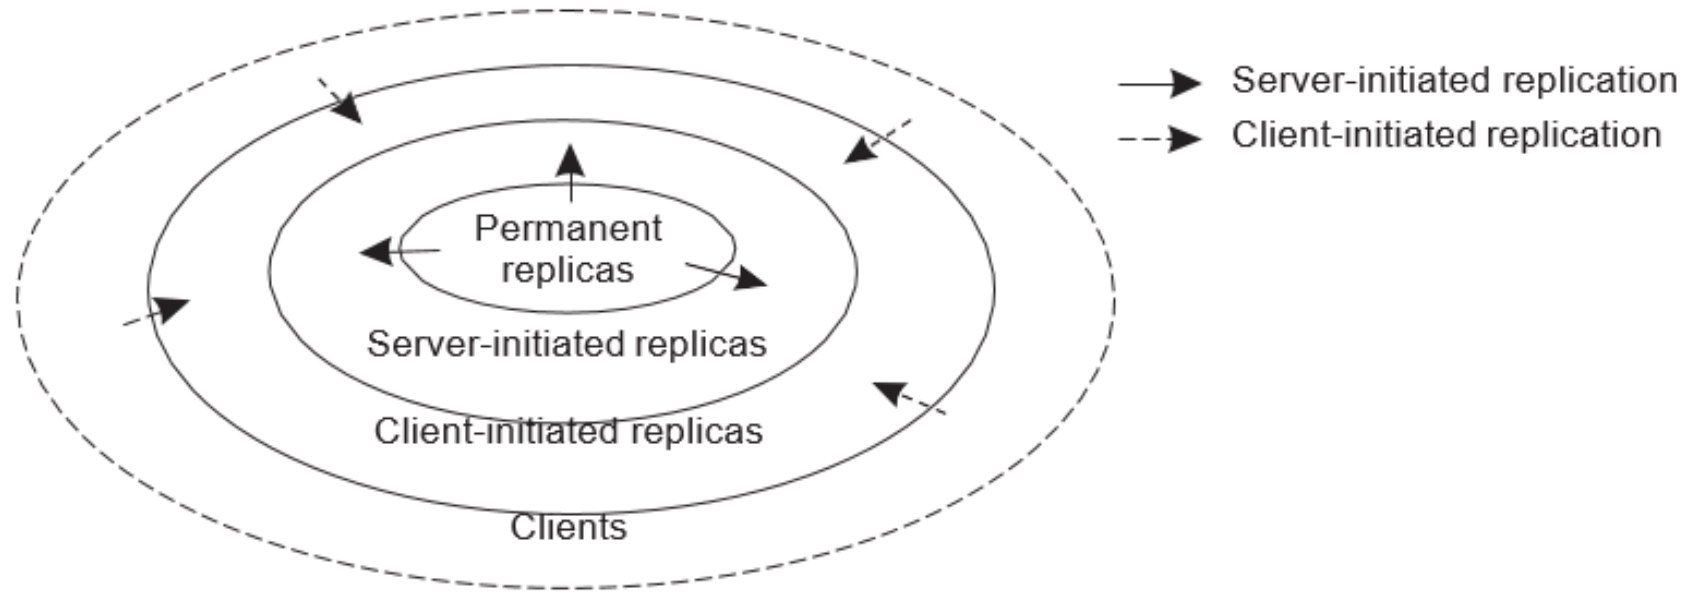 Server-initiated replication
Client-initiated replication
Permanent
replicas
Server-initiated replicas
Client-initiated replicas
Clients